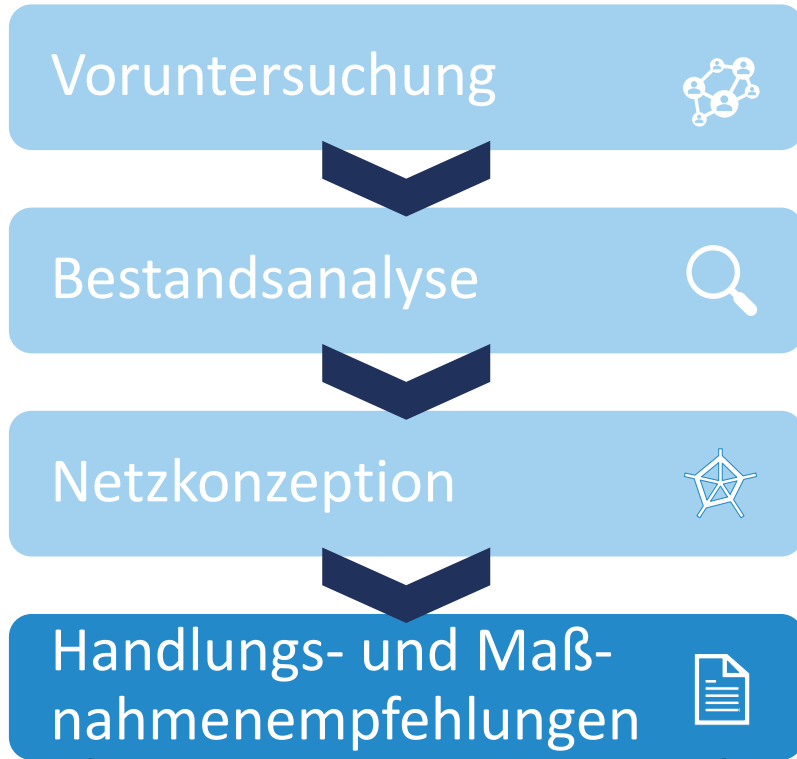 Voruntersuchung
Bestandsanalyse
Netzkonzeption
Handlungs- und Maß-
nahmenempfehlungen